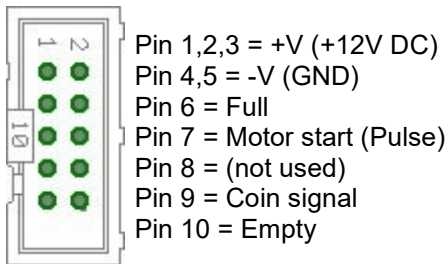 1 2
10
Pin 1,2,3 = +V (+12V DC)
Pin 4,5 = -V (GND)
Pin 6 = Full
Pin 7 = Motor start (Pulse)
Pin 8 = (not used)
Pin 9 = Coin signal
Pin 10 = Empty